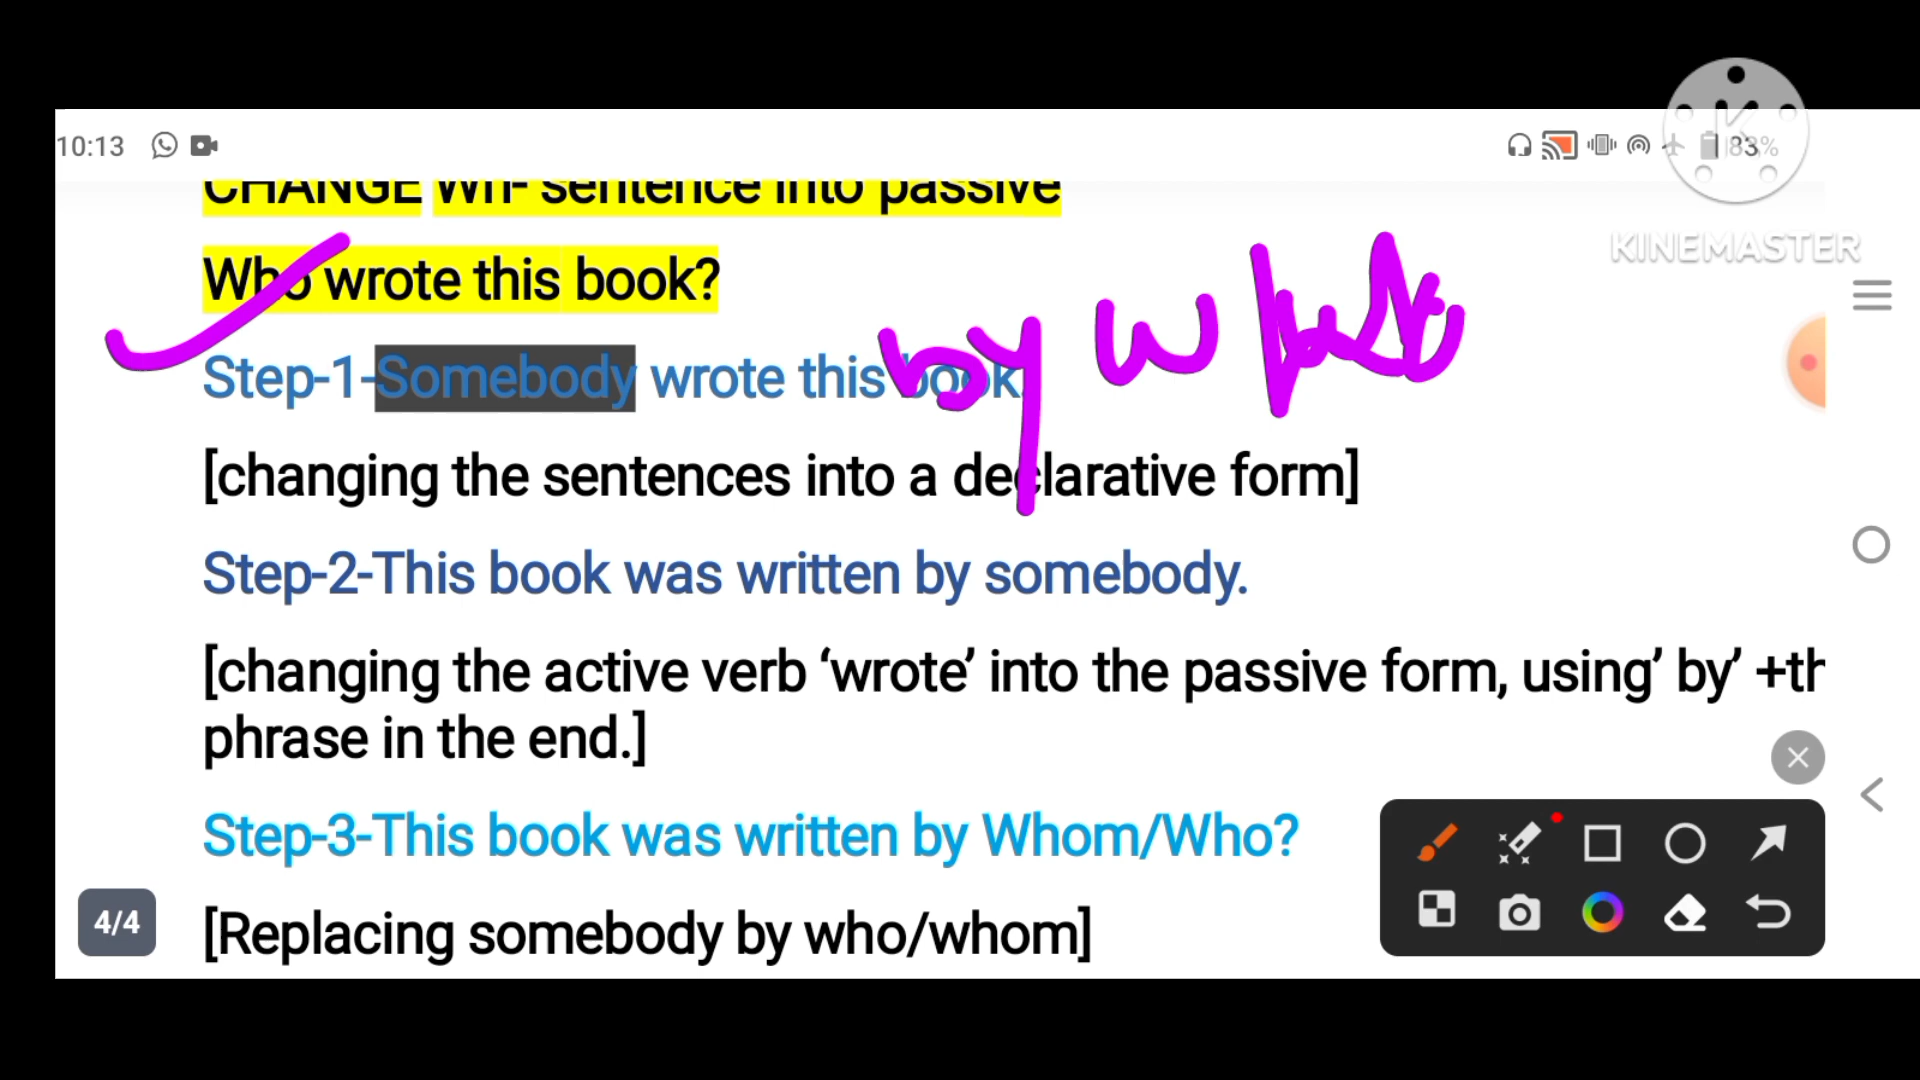 10:13 83%
KINEMASTER
CHANGE Wh- sentence into passive
Who wrote this book?
by
Step-1-Somebody wrote this book.
[changing the sentences into a declarative form]
Step-2-This book was written by somebody.
[changing the active verb ‘wrote’ into the passive form, using’ by’ +th
phrase in the end.]
Step-3-This book was written by Whom/Who?
[Replacing somebody by who/whom]
4/4